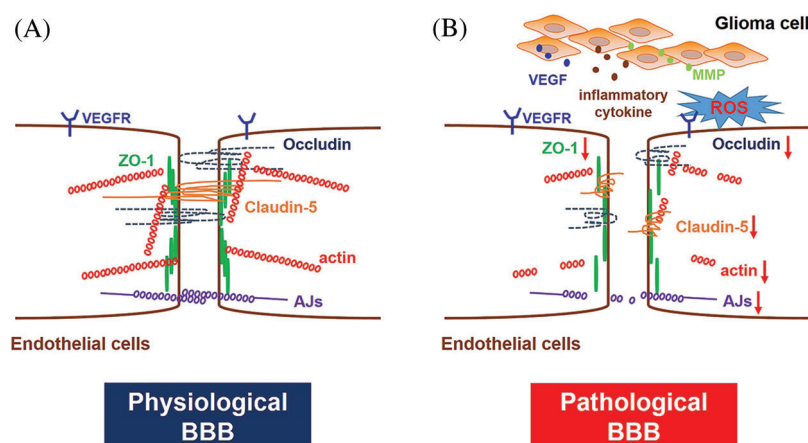 (A)
VEGFR
Occludin
ZO-1
Claudin-5
actin
AJs
Endothelial cells
Physiological
BBB
(B)
Glioma cell
VEGF
MMP
inflammatory
cytokine
ROS
VEGFR
ZO-1
Occludin
Claudin-5
actin
AJs
Endothelial cells
Pathological
BBB